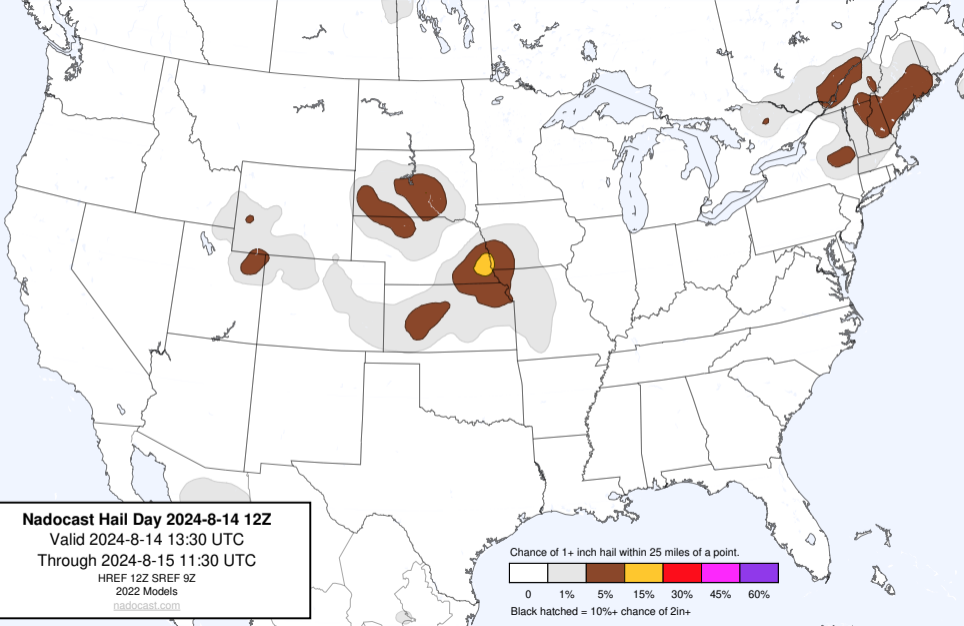 Nadocast Hail Day 2024-8-14 12Z
Valid 2024-8-14 13:30 UTC
Through 2024-8-15 11:30 UTC
HREF 12Z SREF 9Z
2022 Models
nadocast.com
Chance of 1+ inch hail within 25 miles of a point.
0 1% 5% 15% 30% 45% 60%
Black hatched = 10%+ chance of 2in+